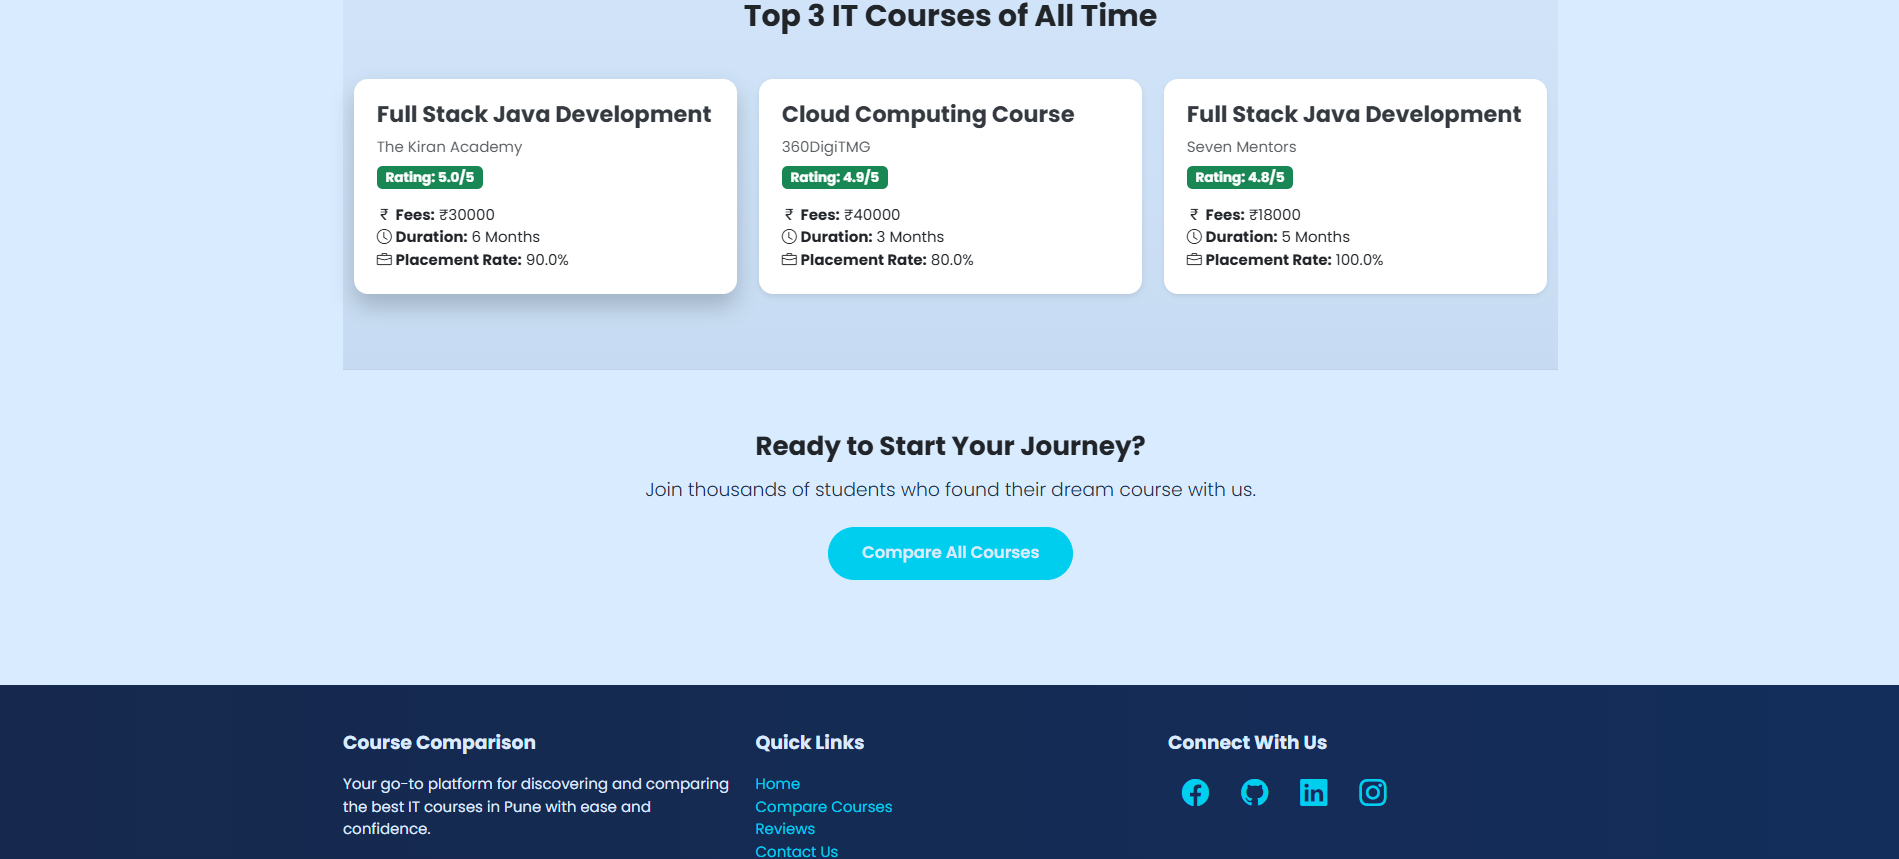 Top 3 IT Courses of All Time
Full Stack Java Development
The Kiran Academy
Rating: 5.0/5
₹ Fees: ₹30000
Duration: 6 Months
Placement Rate: 90.0%
Cloud Computing Course
360DigiTMG
Rating: 4.9/5
₹ Fees: ₹40000
Duration: 3 Months
Placement Rate: 80.0%
Full Stack Java Development
Seven Mentors
Rating: 4.8/5
₹ Fees: ₹18000
Duration: 5 Months
Placement Rate: 100.0%
Ready to Start Your Journey?
Join thousands of students who found their dream course with us.
Compare All Courses
Course Comparison
Your go-to platform for discovering and comparing
the best IT courses in Pune with ease and
confidence.
Quick Links
Home
Compare Courses
Reviews
Contact Us
Connect With Us